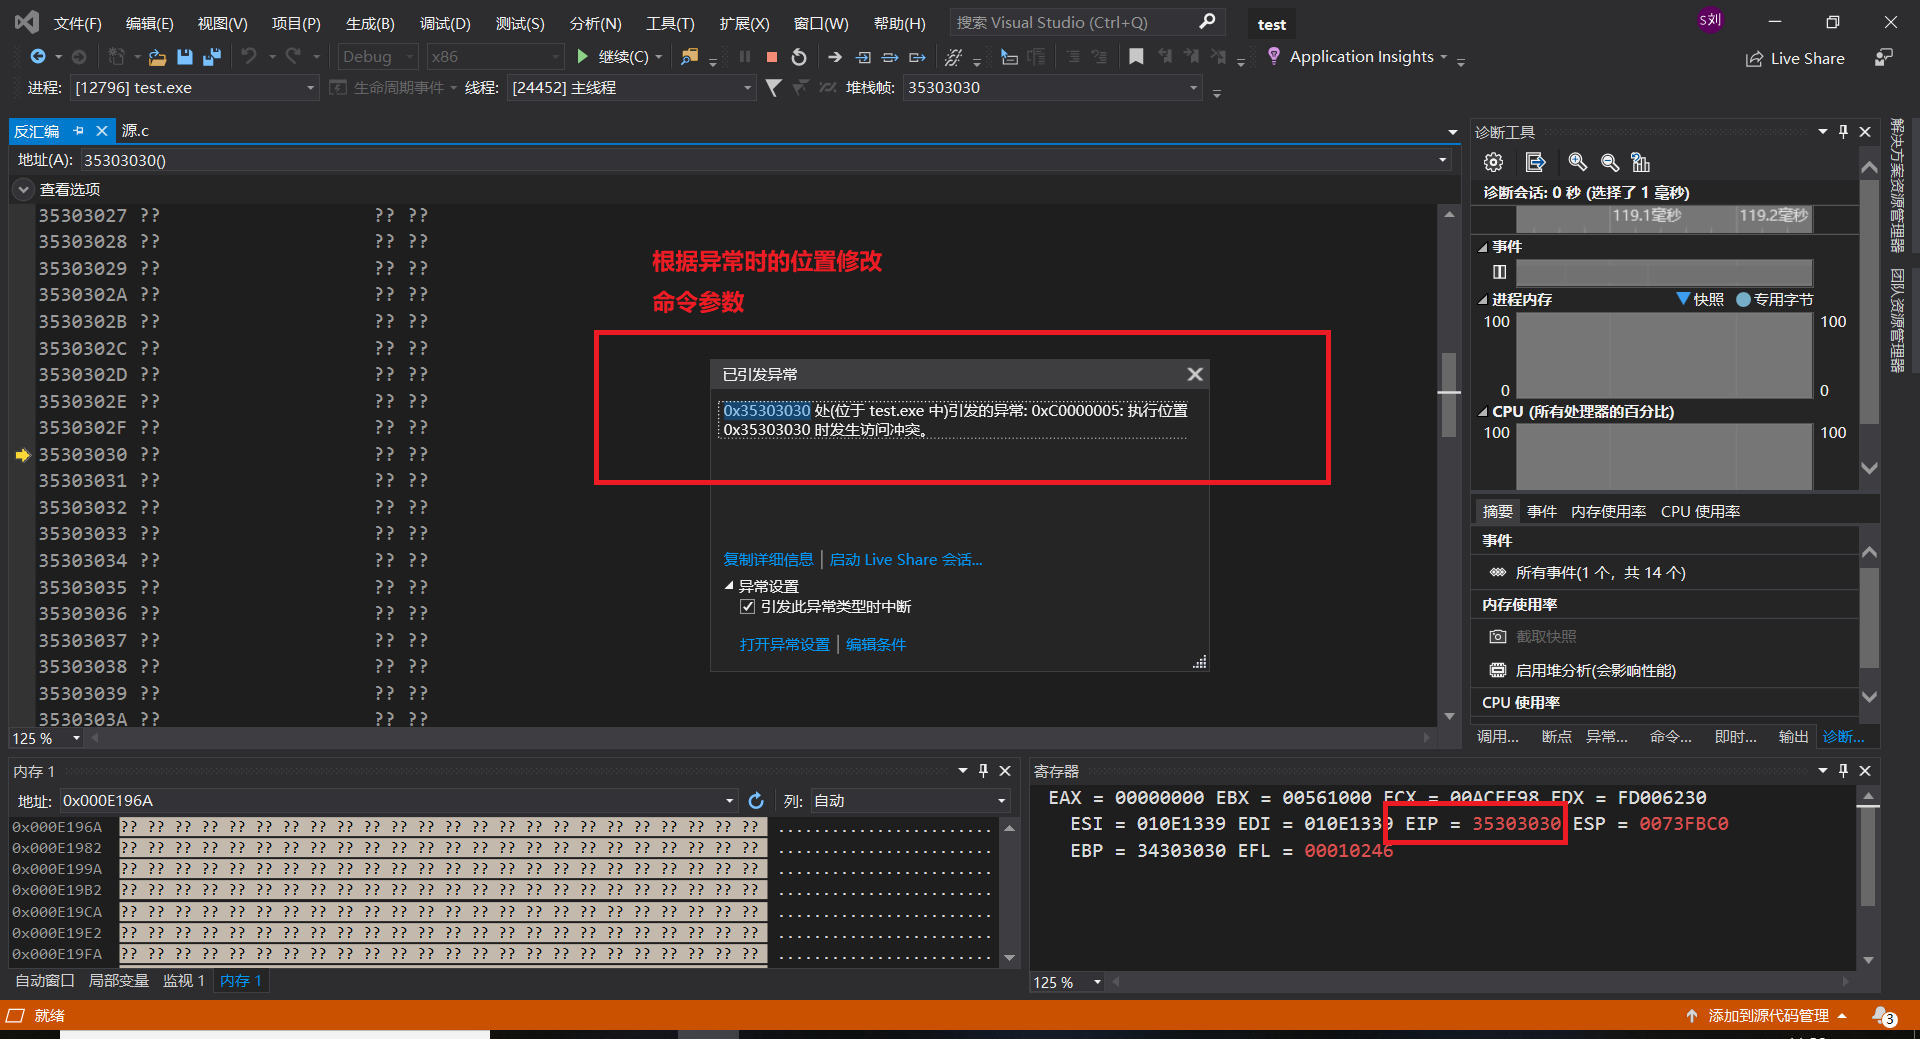 文件(F) 编辑(E) 视图(V) 项目(P) 生成(B) 调试(D) 测试(S) 分析(N) 工具(T) 扩展(X) 窗口(W) 帮助(H) 搜索 Visual Studio (Ctrl+Q) test S刘
Debug x86 继续(C) Application Insights Live Share
进程: [12796] test.exe 生命周期事件 线程: [24452] 主线程 堆栈帧: 35303030
反汇编 源.c
地址(A): 35303030()
查看选项
35303027 ?? ?? ??
35303028 ?? ?? ??
35303029 ?? ?? ??
3530302A ?? ?? ??
3530302B ?? ?? ??
3530302C ?? ?? ??
3530302D ?? ?? ??
3530302E ?? ?? ??
3530302F ?? ?? ??
35303030 ?? ?? ??
35303031 ?? ?? ??
35303032 ?? ?? ??
35303033 ?? ?? ??
35303034 ?? ?? ??
35303035 ?? ?? ??
35303036 ?? ?? ??
35303037 ?? ?? ??
35303038 ?? ?? ??
35303039 ?? ?? ??
3530303A ?? ?? ??
125 %
根据异常时的位置修改
命令参数
已引发异常
0x35303030 处(位于 test.exe 中)引发的异常: 0xC0000005: 执行位置
0x35303030 时发生访问冲突。
复制详细信息 | 启动 Live Share 会话...
异常设置
引发此异常类型时中断
打开异常设置 | 编辑条件
诊断工具
诊断会话: 0 秒 (选择了 1 毫秒)
119.1毫秒 119.2毫秒
事件
进程内存 快照 专用字节
100 100
0 0
CPU (所有处理器的百分比)
100 100
摘要 事件 内存使用率 CPU 使用率
事件
所有事件(1 个，共 14 个)
内存使用率
截取快照
启用堆分析(会影响性能)
CPU 使用率
调用... 断点 异常... 命令... 即时... 输出 诊断...
解决方案资源管理器
团队资源管理器
内存 1
地址: 0x000E196A 列: 自动
0x000E196A ?? ?? ?? ?? ?? ?? ?? ?? ?? ?? ?? ?? ?? ?? ?? ?? ?? ?? ?? ?? ?? ?? ?? ?? ........................
0x000E1982 ?? ?? ?? ?? ?? ?? ?? ?? ?? ?? ?? ?? ?? ?? ?? ?? ?? ?? ?? ?? ?? ?? ?? ?? ........................
0x000E199A ?? ?? ?? ?? ?? ?? ?? ?? ?? ?? ?? ?? ?? ?? ?? ?? ?? ?? ?? ?? ?? ?? ?? ?? ........................
0x000E19B2 ?? ?? ?? ?? ?? ?? ?? ?? ?? ?? ?? ?? ?? ?? ?? ?? ?? ?? ?? ?? ?? ?? ?? ?? ........................
0x000E19CA ?? ?? ?? ?? ?? ?? ?? ?? ?? ?? ?? ?? ?? ?? ?? ?? ?? ?? ?? ?? ?? ?? ?? ?? ........................
0x000E19E2 ?? ?? ?? ?? ?? ?? ?? ?? ?? ?? ?? ?? ?? ?? ?? ?? ?? ?? ?? ?? ?? ?? ?? ?? ........................
0x000E19FA ?? ?? ?? ?? ?? ?? ?? ?? ?? ?? ?? ?? ?? ?? ?? ?? ?? ?? ?? ?? ?? ?? ?? ?? ........................
自动窗口 局部变量 监视 1 内存 1
寄存器
EAX = 00000000 EBX = 00561000 ECX = 00ACFF98 EDX = FD006230
ESI = 010E1339 EDI = 010E1339 EIP = 35303030 ESP = 0073FBC0
EBP = 34303030 EFL = 00010246
125 %
就绪 添加到源代码管理 3